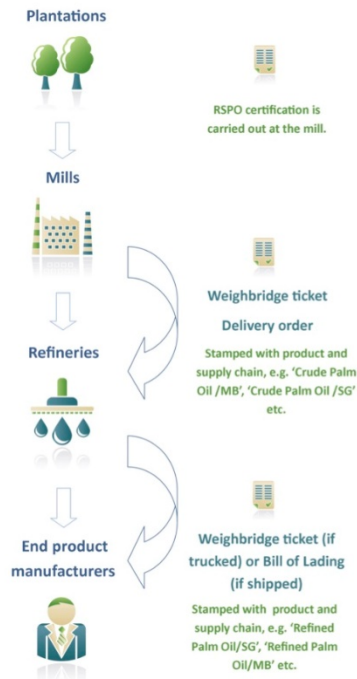 Plantations
RSPO certification is
carried out at the mill.
Mills
Weighbridge ticket
Delivery order
Refineries
Stamped with product and
supply chain, e.g. ‘Crude Palm
Oil /MB’, ‘Crude Palm Oil /SG’
etc.
End product
manufacturers
Weighbridge ticket (if
trucked) or Bill of Lading
(if shipped)
Stamped with product and
supply chain, e.g. ‘Refined
Palm Oil/SG’, ‘Refined Palm
Oil/MB’ etc.